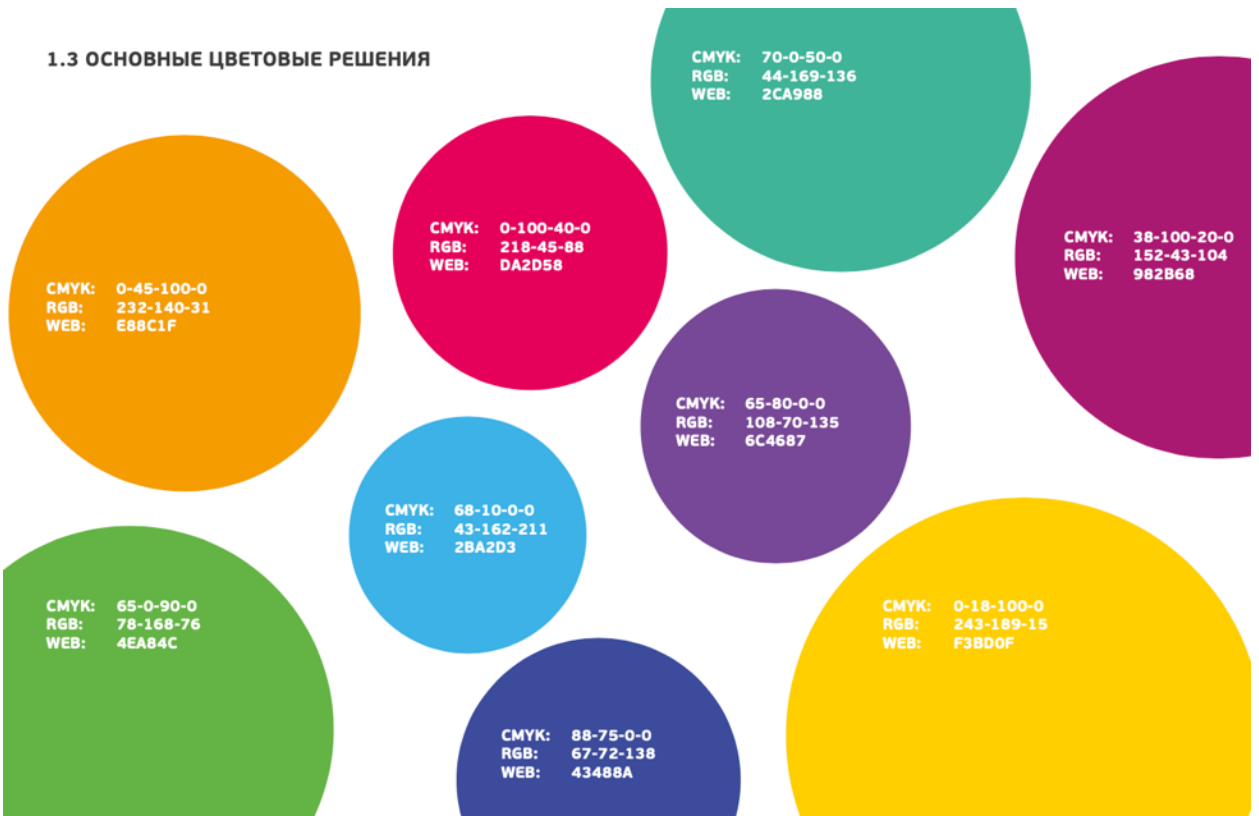 1.3 ОСНОВНЫЕ ЦВЕТОВЫЕ РЕШЕНИЯ
CMYK: 70-0-50-0
RGB: 44-169-136
WEB: 2CA988
CMYK: 0-100-40-0
RGB: 218-45-88
WEB: DA2D58
CMYK: 38-100-20-0
RGB: 152-43-104
WEB: 982B68
CMYK: 0-45-100-0
RGB: 232-140-31
WEB: E88C1F
CMYK: 65-80-0-0
RGB: 108-70-135
WEB: 6C4687
CMYK: 68-10-0-0
RGB: 43-162-211
WEB: 2BA2D3
CMYK: 65-0-90-0
RGB: 78-168-76
WEB: 4EA84C
CMYK: 0-18-100-0
RGB: 243-189-15
WEB: F3BD0F
CMYK: 88-75-0-0
RGB: 67-72-138
WEB: 43488A